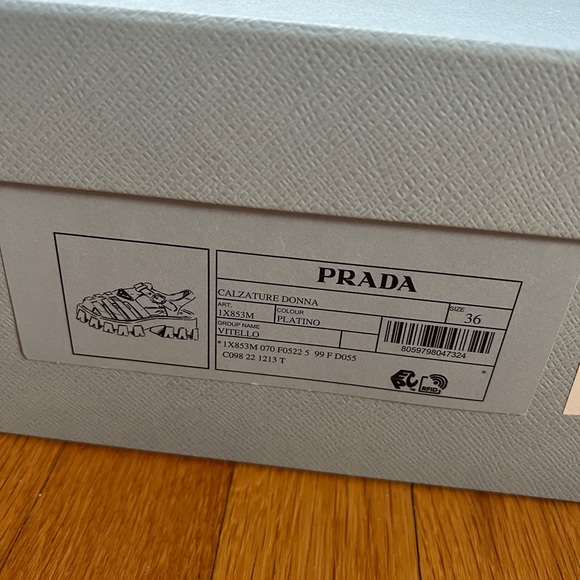 PRADA
CALZATURE DONNA
ART.
1X853M
COLOUR
PLATINO
SIZE
36
GROUP NAME
VITELLO
8059798047324
*1X853M 070 F0522 5 99 F D055
C098 22 1213 T
EPC™
RFID